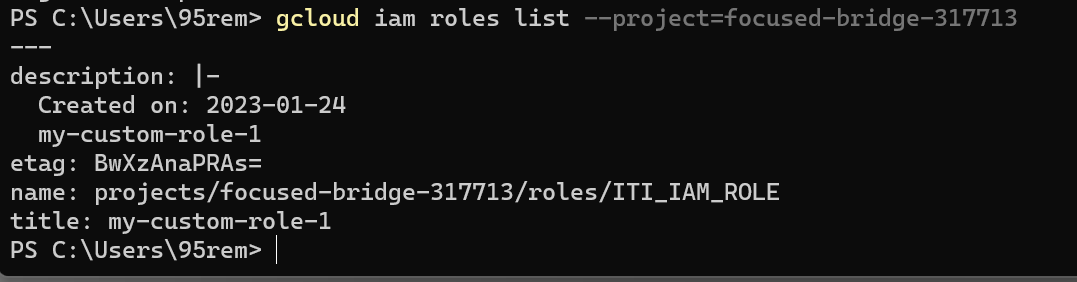 PS C:\Users\95rem> gcloud iam roles list --project=focused-bridge-317713
---
description: |-
  Created on: 2023-01-24
  my-custom-role-1
etag: BwXzAnaPRAs=
name: projects/focused-bridge-317713/roles/ITI_IAM_ROLE
title: my-custom-role-1
PS C:\Users\95rem>